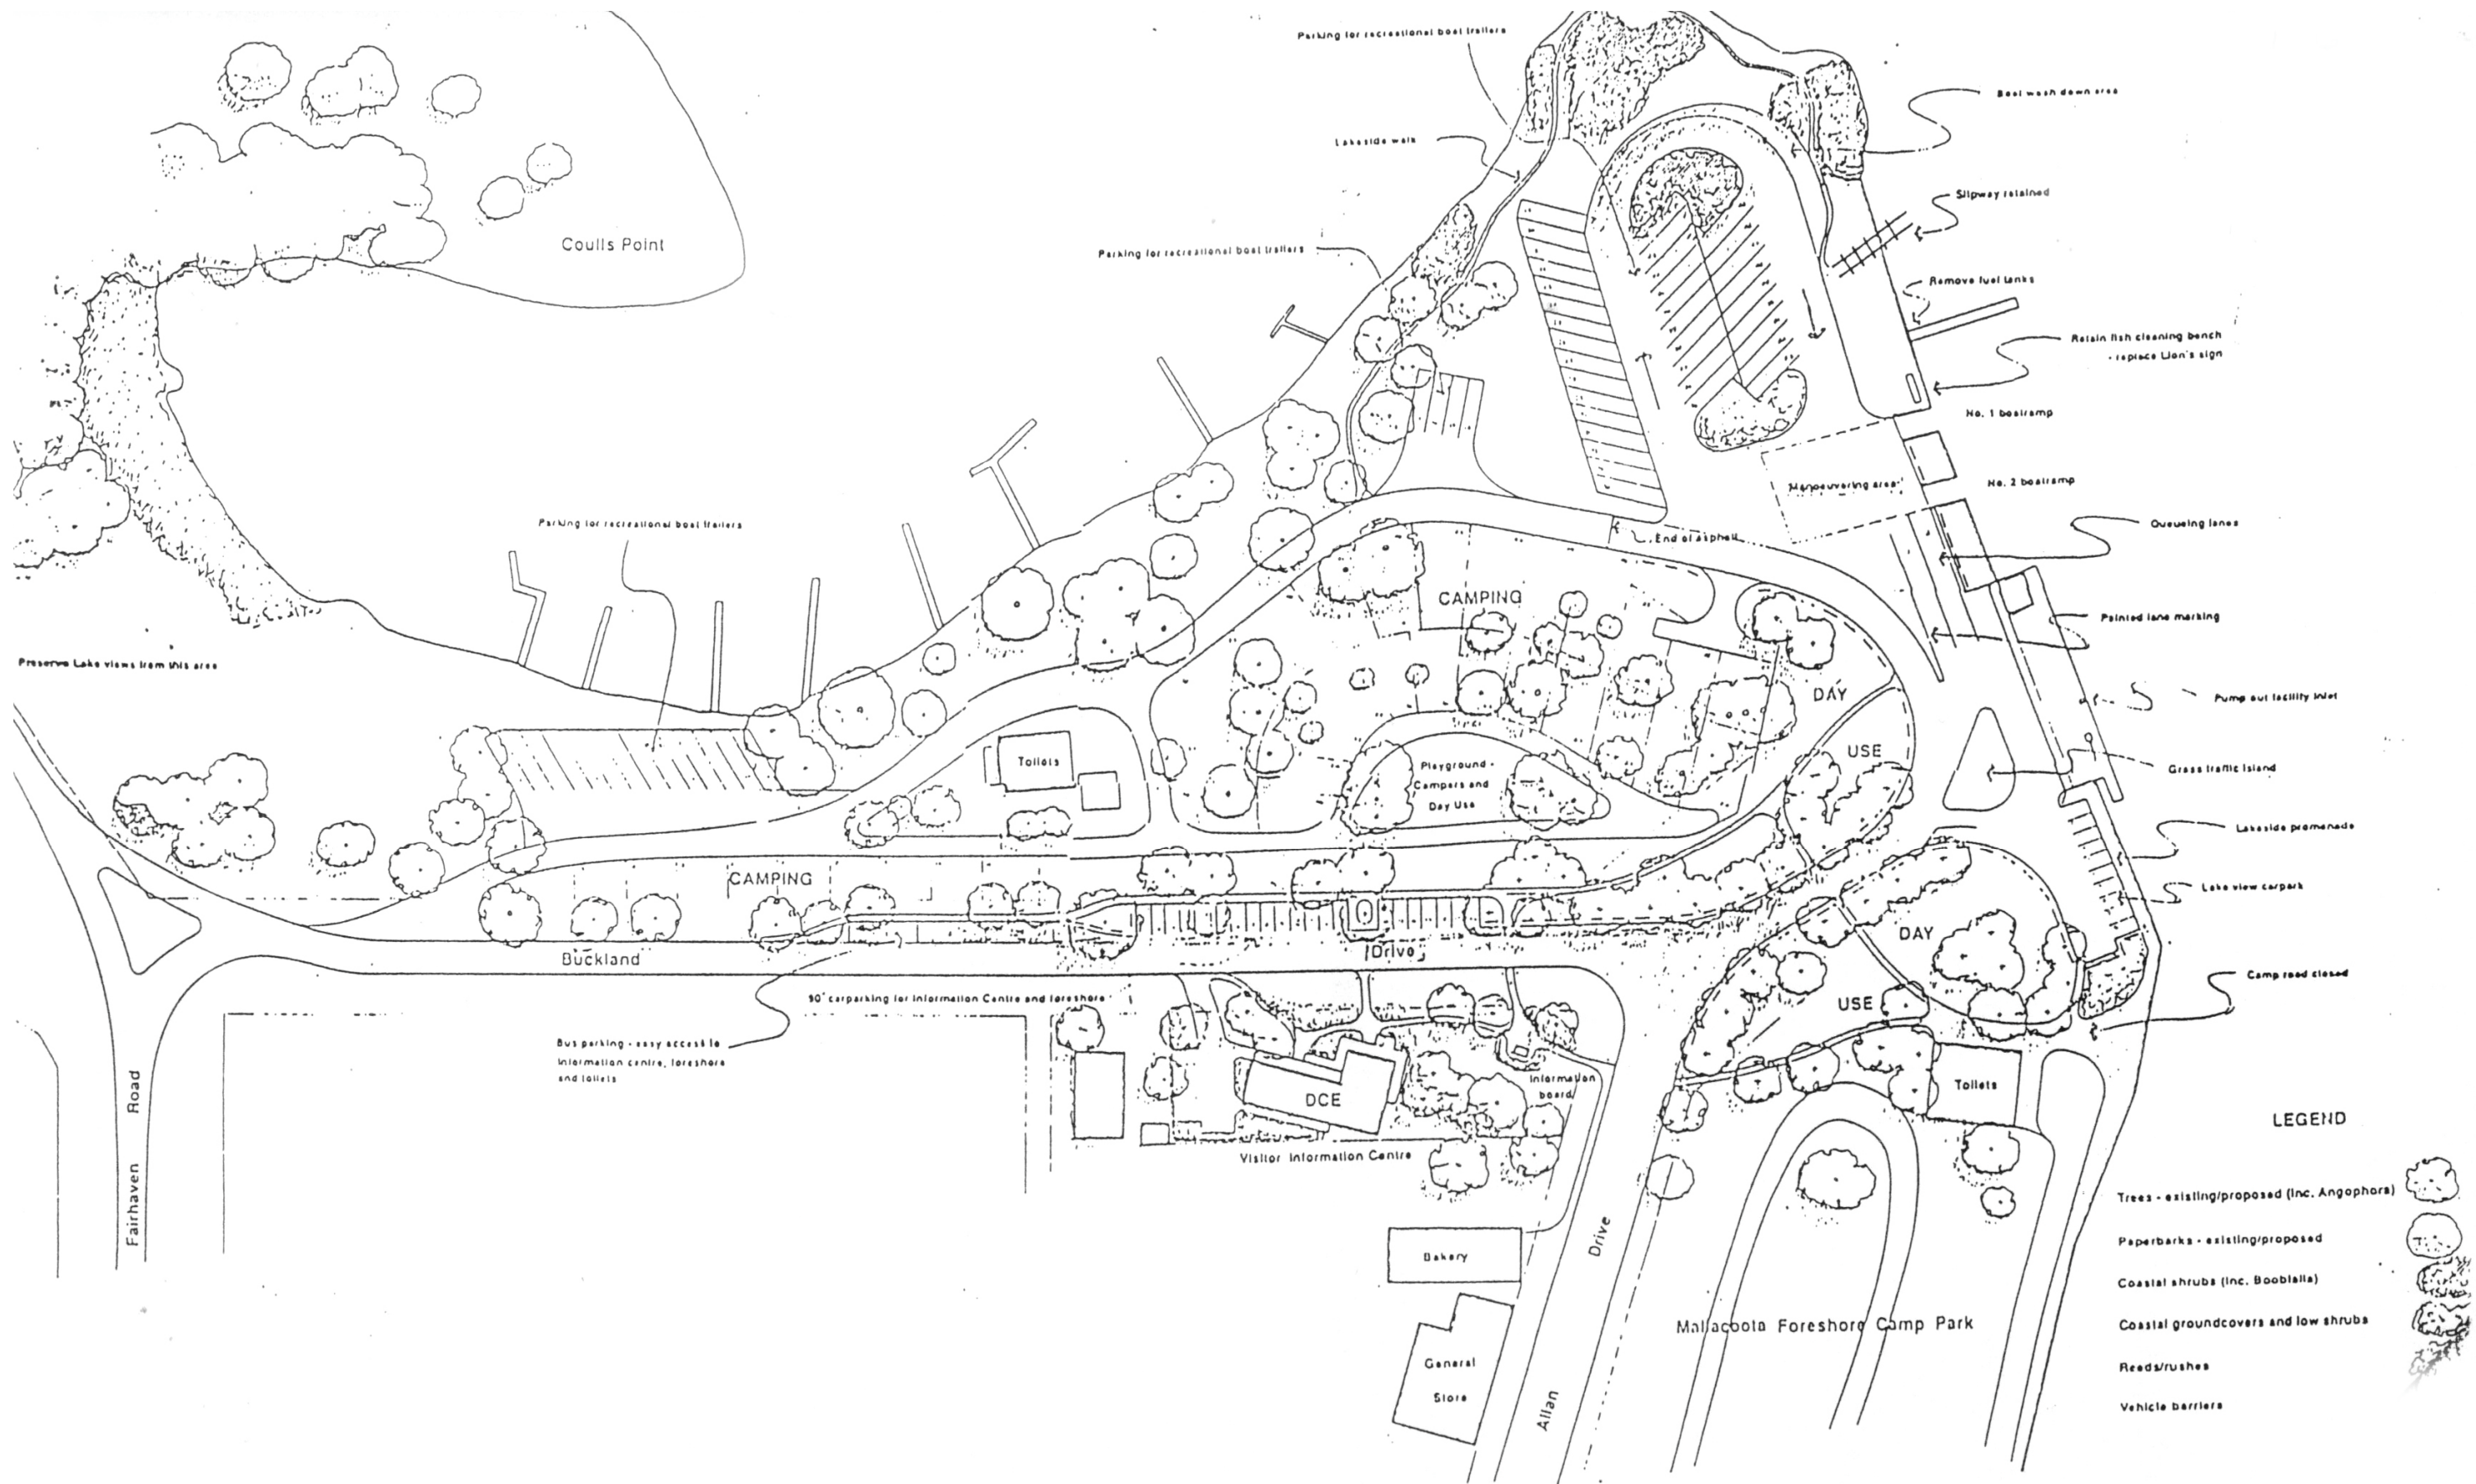 Parking for recreational boat trailers
Boat wash down area
Lakeside walk
Slipway retained
Coulls Point
Parking for recreational boat trailers
Remove fuel tanks
Retain fish cleaning bench
- replace Lion's sign
No. 1 boatramp
No. 2 boatramp
Manoeuvering area
Queueing lanes
Parking for recreational boat trailers
End of asphalt
CAMPING
Painted lane marking
Preserve Lake views from this area
DAY
USE
Pump out facility inlet
Toilets
Playground -
Campers and
Day Use
Grass traffic island
Lakeside promenade
CAMPING
Lake view carpark
DAY
USE
Buckland
Drive
Camp road closed
90° carparking for Information Centre and foreshore
Bus parking - easy access to
Information centre, foreshore
and toilets
Information
board
DCE
Toilets
Visitor Information Centre
Fairhaven Road
LEGEND
Trees - existing/proposed (inc. Angophora)
Paperbarks - existing/proposed
Coastal shrubs (inc. Boobialla)
Coastal groundcovers and low shrubs
Reeds/rushes
Vehicle barriers
Bakery
General
Store
Allan Drive
Mallacoota Foreshore Camp Park